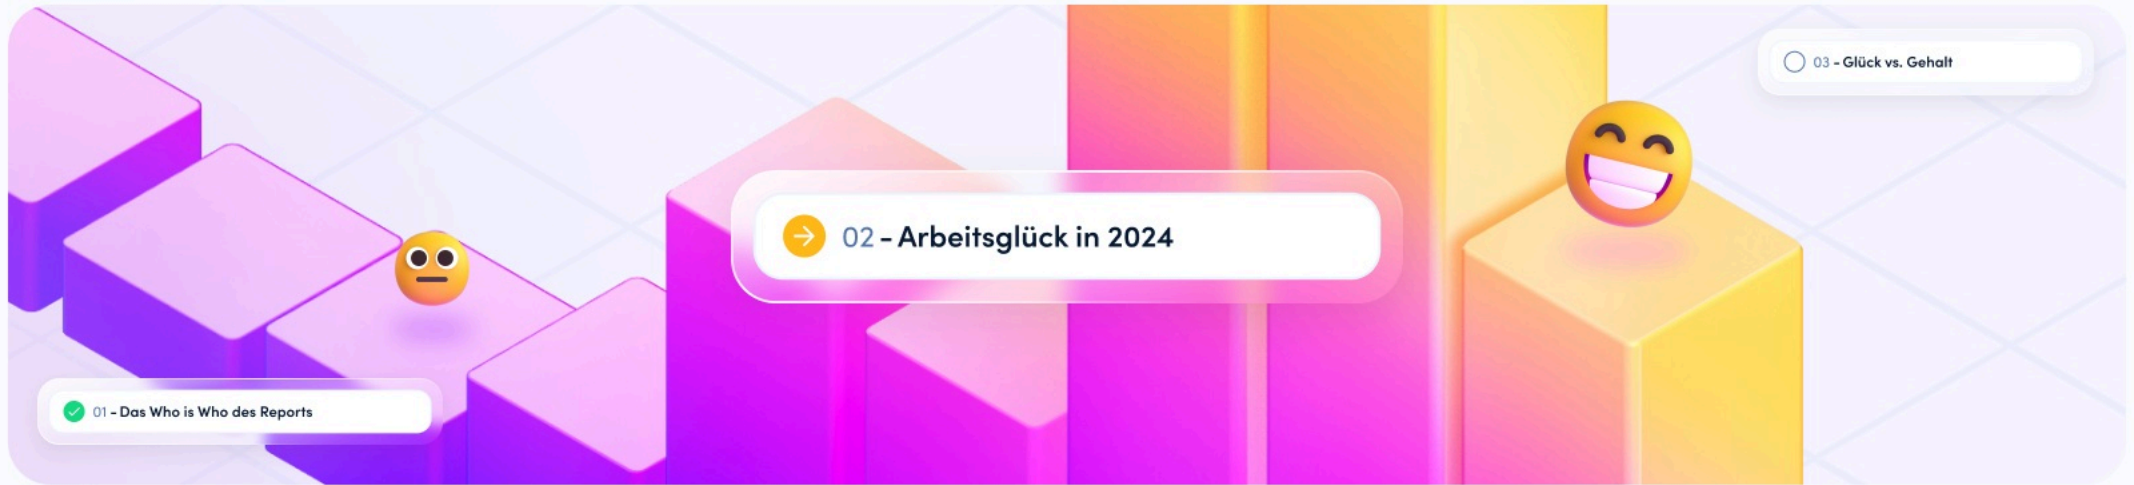 03 - Glück vs. Gehalt
02 - Arbeitsglück in 2024
01 - Das Who is Who des Reports